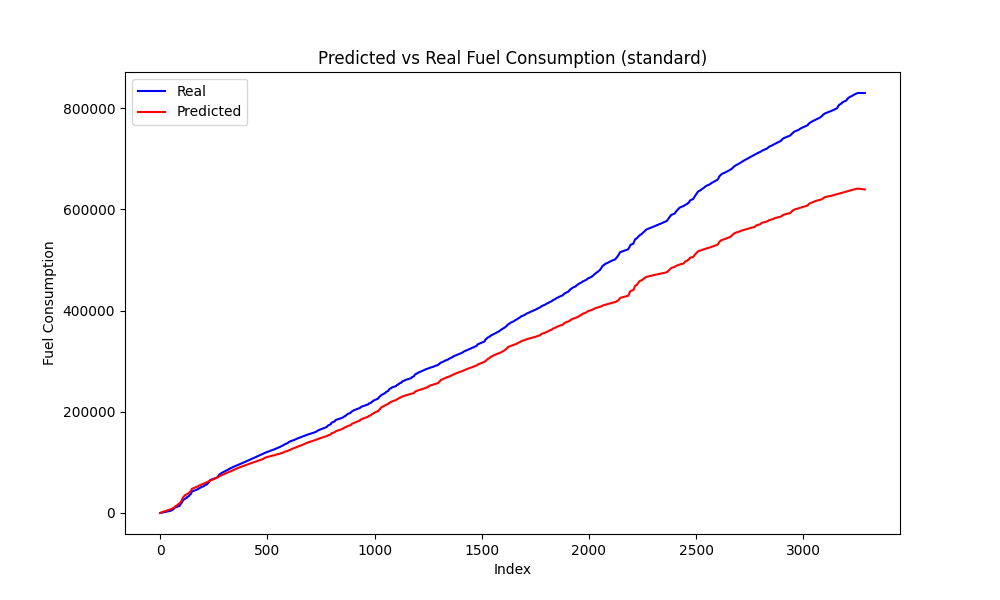 Predicted vs Real Fuel Consumption (standard)
Real
Predicted
800000
600000
400000
200000
0
Fuel Consumption
0 500 1000 1500 2000 2500 3000
Index